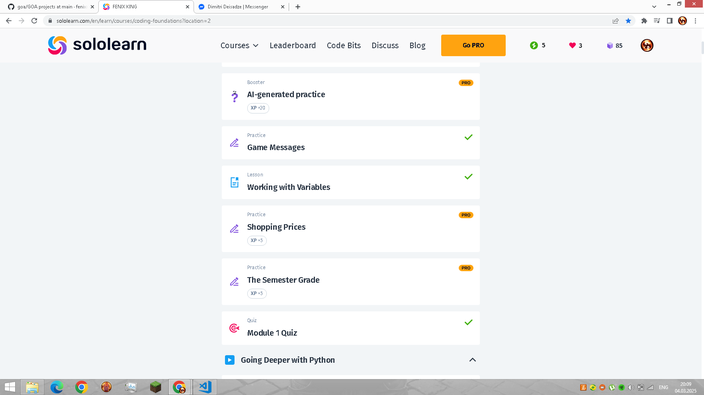 goa/GOA projects at main · fenix
FENIX KING
Dimitri Dazradze | Messenger
sololearn.com/en/learn/courses/coding-foundations?location=2
sololearn
Courses
Leaderboard
Code Bits
Discuss
Blog
Go PRO
5
3
85
Booster
PRO
AI-generated practice
XP +20
Practice
Game Messages
Lesson
Working with Variables
Practice
PRO
Shopping Prices
XP +5
Practice
PRO
The Semester Grade
XP +5
Quiz
Module 1 Quiz
Going Deeper with Python
ENG
20:09
04.03.2025